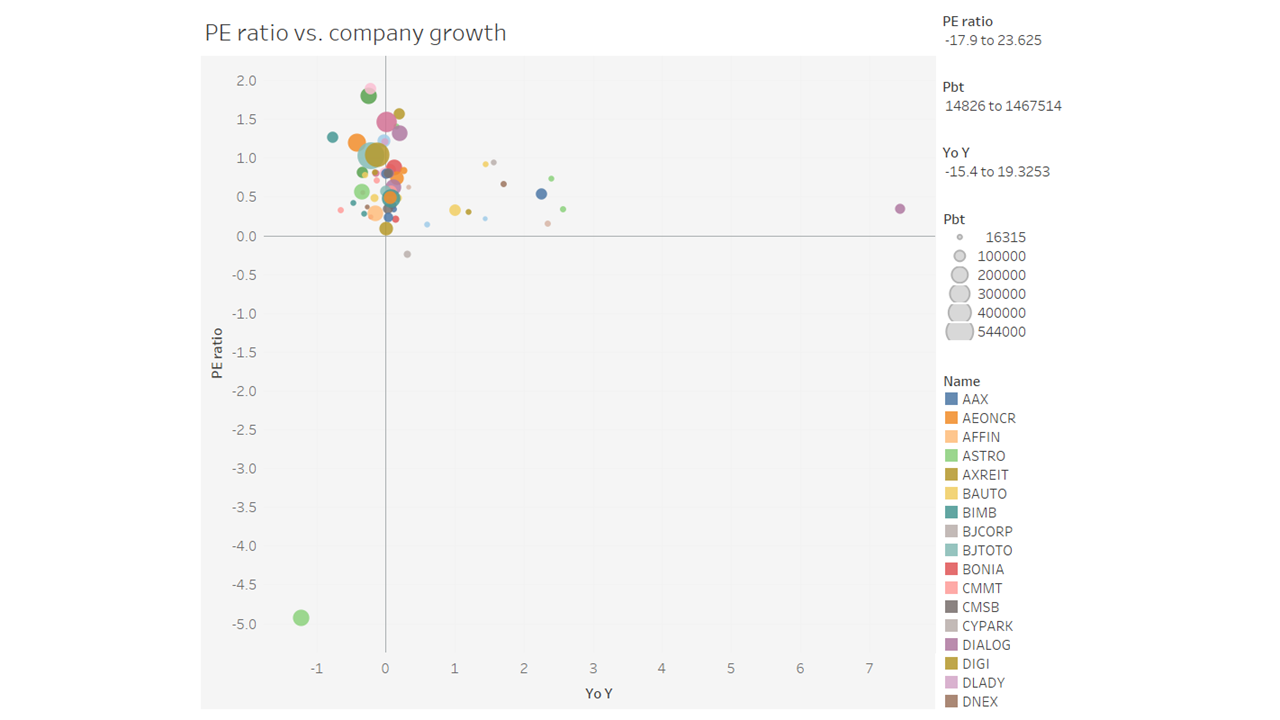 PE ratio vs. company growth
2.0
1.5
1.0
0.5
0.0
-0.5
-1.0
-1.5
-2.0
-2.5
-3.0
-3.5
-4.0
-4.5
-5.0
PE ratio
-1 0 1 2 3 4 5 6 7
Yo Y
PE ratio
-17.9 to 23.625
Pbt
14826 to 1467514
Yo Y
-15.4 to 19.3253
Pbt
16315
100000
200000
300000
400000
544000
Name
AAX
AEONCR
AFFIN
ASTRO
AXREIT
BAUTO
BIMB
BJCORP
BJTOTO
BONIA
CMMT
CMSB
CYPARK
DIALOG
DIGI
DLADY
DNEX